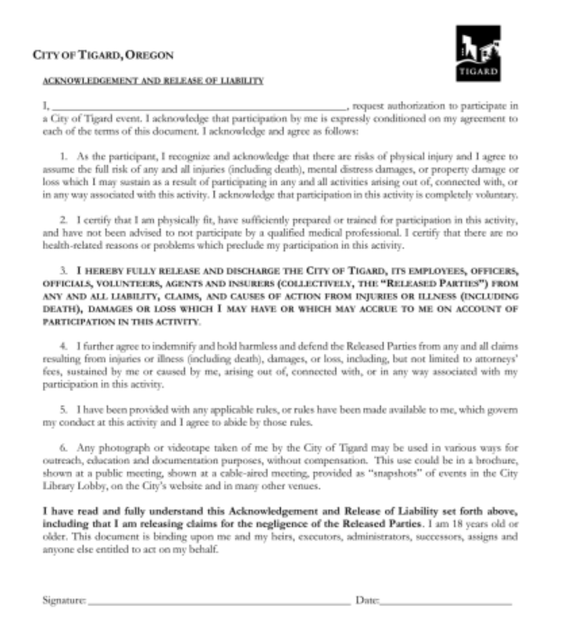 CITY OF TIGARD, OREGON
TIGARD
ACKNOWLEDGEMENT AND RELEASE OF LIABILITY
I, ______________________________, request authorization to participate in
a City of Tigard event. I acknowledge that participation by me is expressly conditioned on my agreement to
each of the terms of this document. I acknowledge and agree as follows:
1. As the participant, I recognize and acknowledge that there are risks of physical injury and I agree to
assume the full risk of any and all injuries (including death), mental distress damages, or property damage or
loss which I may sustain as a result of participating in any and all activities arising out of, connected with, or
in any way associated with this activity. I acknowledge that participation in this activity is completely voluntary.
2. I certify that I am physically fit, have sufficiently prepared or trained for participation in this activity,
and have not been advised to not participate by a qualified medical professional. I certify that there are no
health-related reasons or problems which preclude my participation in this activity.
3. I HEREBY FULLY RELEASE AND DISCHARGE THE CITY OF TIGARD, ITS EMPLOYEES, OFFICERS,
OFFICIALS, VOLUNTEERS, AGENTS AND INSURERS (COLLECTIVELY, THE “RELEASED PARTIES”) FROM
ANY AND ALL LIABILITY, CLAIMS, AND CAUSES OF ACTION FROM INJURIES OR ILLNESS (INCLUDING
DEATH), DAMAGES OR LOSS WHICH I MAY HAVE OR WHICH MAY ACCRUE TO ME ON ACCOUNT OF
PARTICIPATION IN THIS ACTIVITY.
4. I further agree to indemnify and hold harmless and defend the Released Parties from any and all claims
resulting from injuries or illness (including death), damages, or loss, including, but not limited to attorneys’
fees, sustained by me or caused by me, arising out of, connected with, or in any way associated with my
participation in this activity.
5. I have been provided with any applicable rules, or rules have been made available to me, which govern
my conduct at this activity and I agree to abide by those rules.
6. Any photograph or videotape taken of me by the City of Tigard may be used in various ways for
outreach, education and documentation purposes, without compensation. This use could be in a brochure,
shown at a public meeting, shown at a cable-aired meeting, provided as “snapshots” of events in the City
Library Lobby, on the City’s website and in many other venues.
I have read and fully understand this Acknowledgement and Release of Liability set forth above,
including that I am releasing claims for the negligence of the Released Parties. I am 18 years old or
older. This document is binding upon me and my heirs, executors, administrators, successors, assigns and
anyone else entitled to act on my behalf.
Signature: ______________________________ Date:____________________